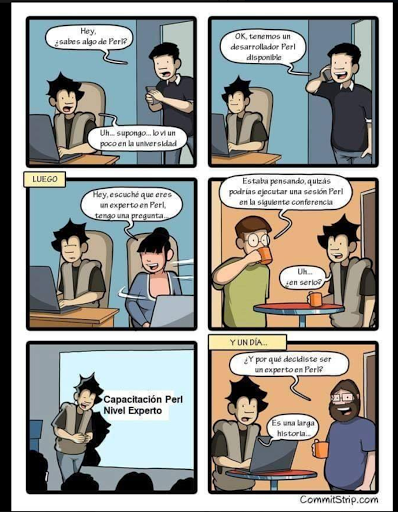 Hey,
¿sabes algo de Perl?
Uh... supongo... lo vi un
poco en la universidad
OK, tenemos un
desarrollador Perl
disponible
LUEGO
Hey, escuché que eres
un experto en Perl,
tengo una pregunta...
Estaba pensando, quizás
podrías ejecutar una sesión Perl
en la siguiente conferencia
Uh...
¿en serio?
Capacitación Perl
Nivel Experto
Y UN DÍA...
¿Y por qué decidiste ser
un experto en Perl?
Es una larga
historia...
CommitStrip.com